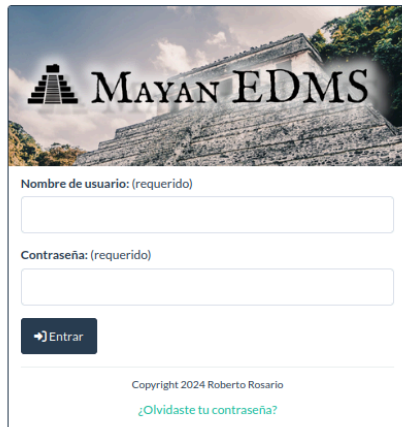 MAYAN EDMS
Nombre de usuario: (requerido)
Contraseña: (requerido)
Entrar
Copyright 2024 Roberto Rosario
¿Olvidaste tu contraseña?